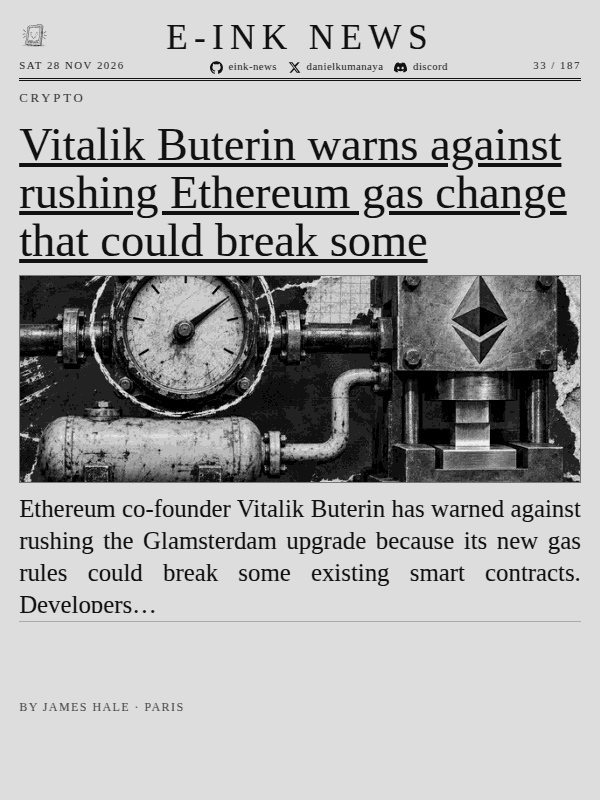 E-INK NEWS
SAT 28 NOV 2026
eink-news danielkumanaya discord
33 / 187
CRYPTO
Vitalik Buterin warns against
rushing Ethereum gas change
that could break some
Ethereum co-founder Vitalik Buterin has warned against
rushing the Glamsterdam upgrade because its new gas
rules could break some existing smart contracts.
Developers…
BY JAMES HALE · PARIS